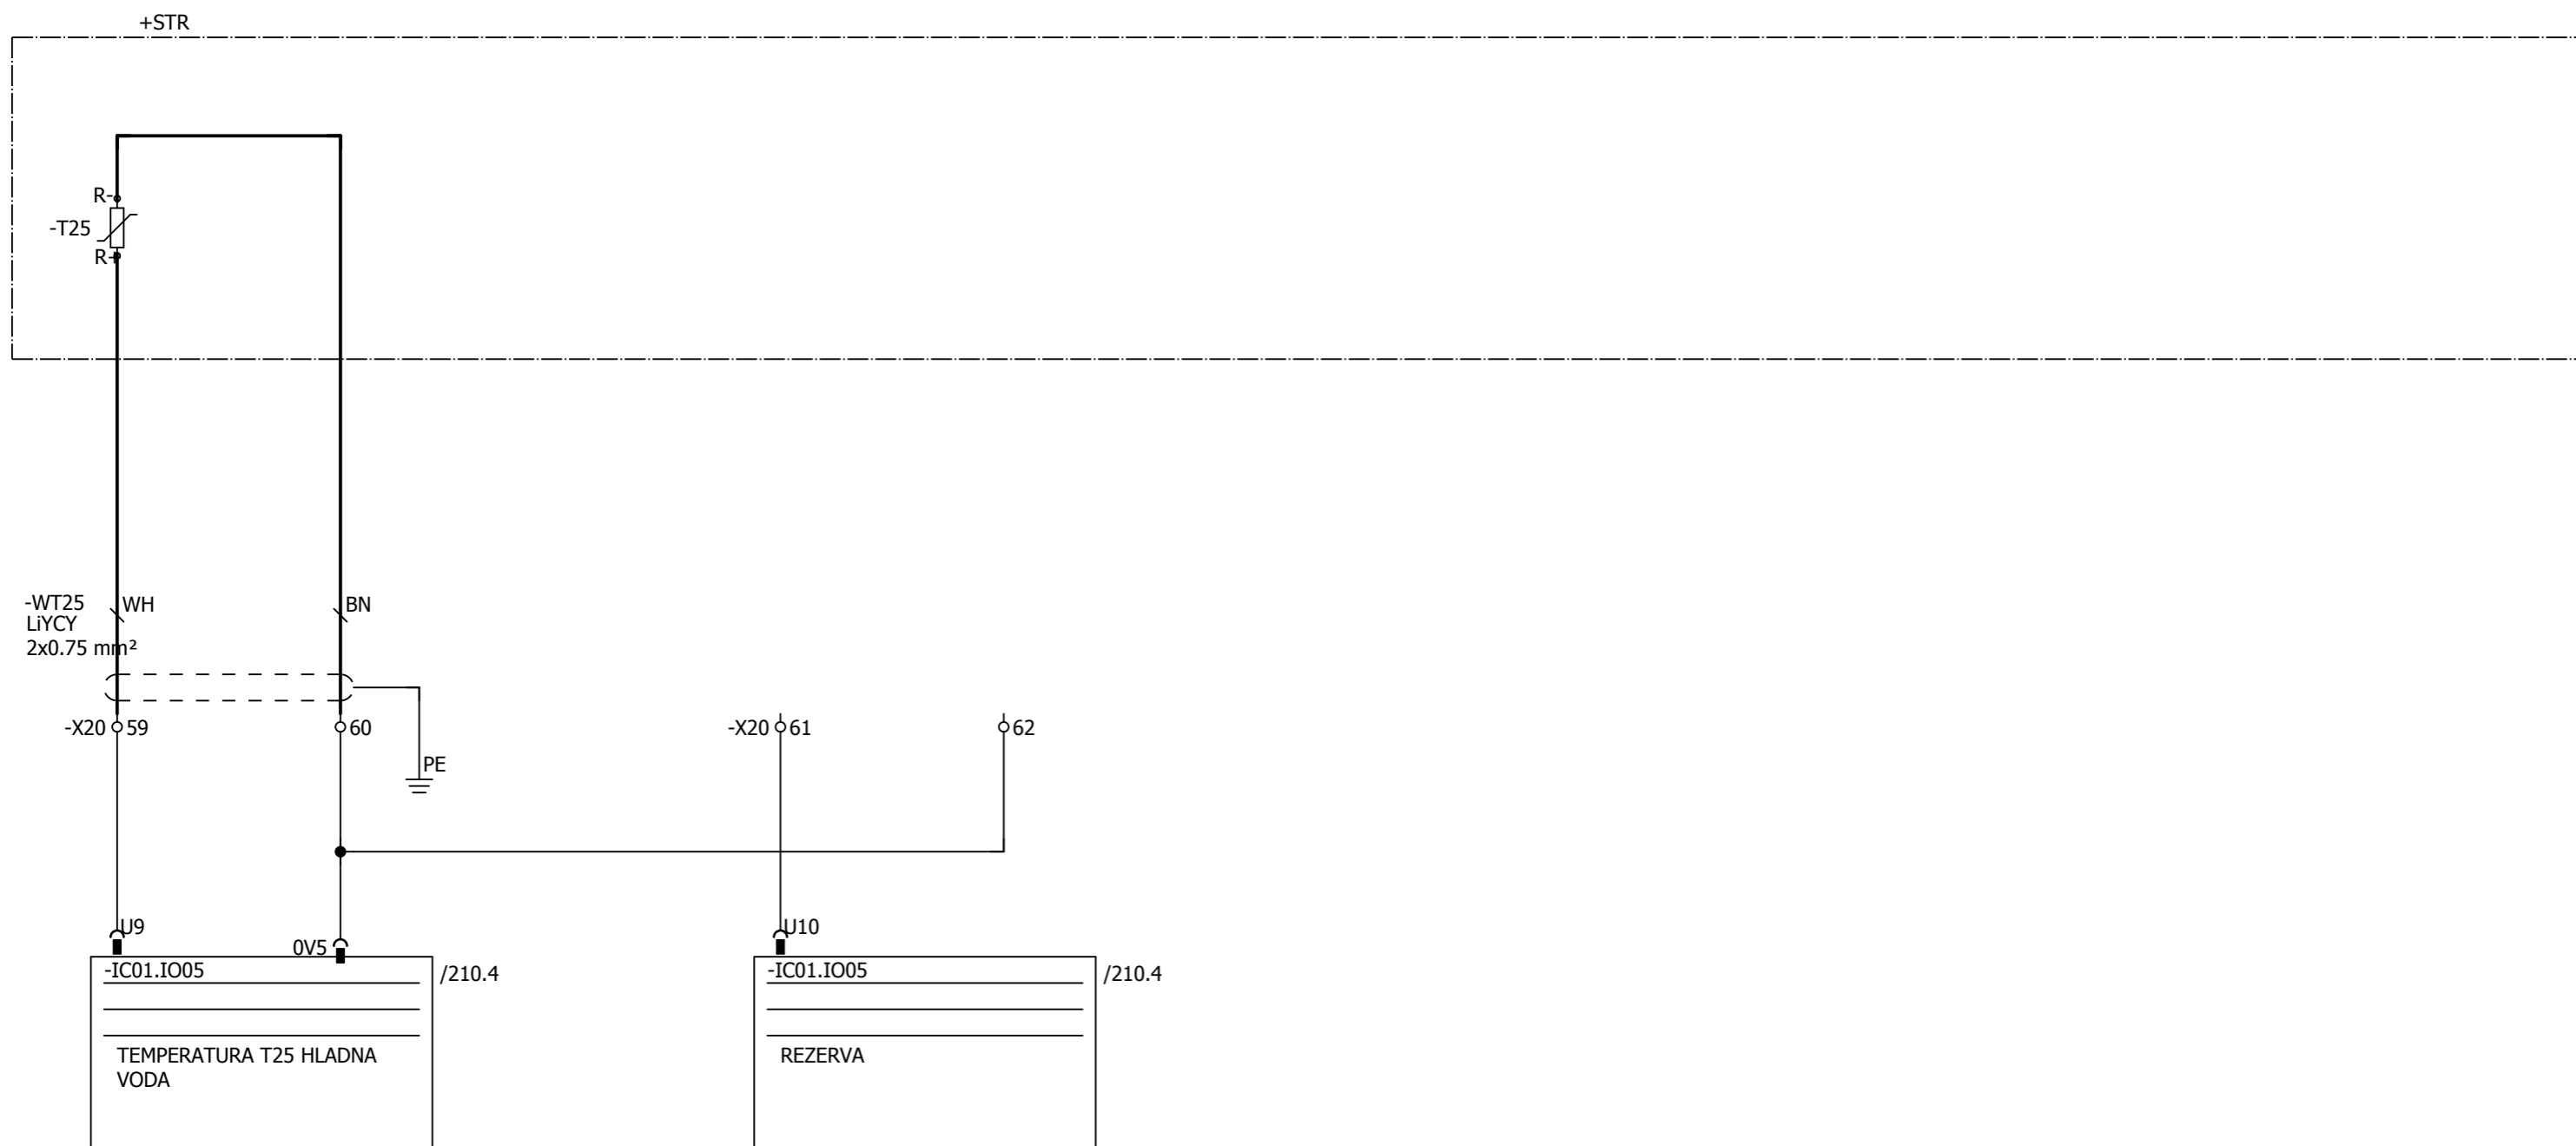 +STR
R-
-T25
R+
-WT25
LiYCY
2x0.75 mm²
WH
BN
-X20 59
60
-X20 61
62
PE
U9
0V5
U10
-IC01.IO05
/210.4
-IC01.IO05
/210.4
TEMPERATURA T25 HLADNA
VODA
REZERVA